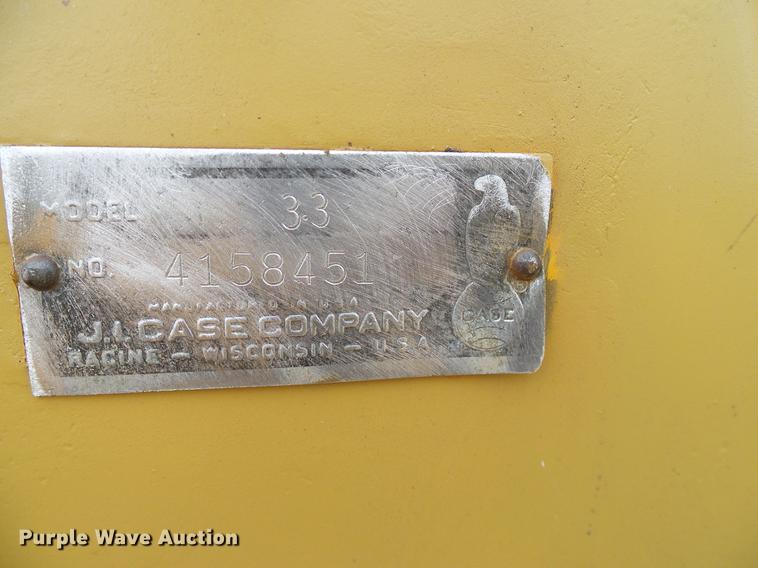 MODEL 33
NO. 4158451
MANUFACTURED IN U.S.A.
J.I. CASE COMPANY
RACINE — WISCONSIN — U.S.A.
CASE
Purple Wave Auction